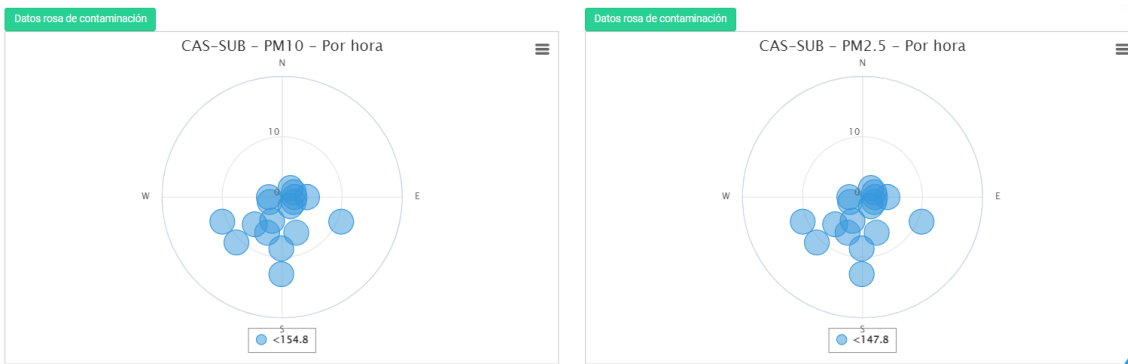 Datos rosa de contaminación
CAS-SUB - PM10 - Por hora
N
10
0
W
E
S
<154.8
Datos rosa de contaminación
CAS-SUB - PM2.5 - Por hora
N
10
0
W
E
S
<147.8